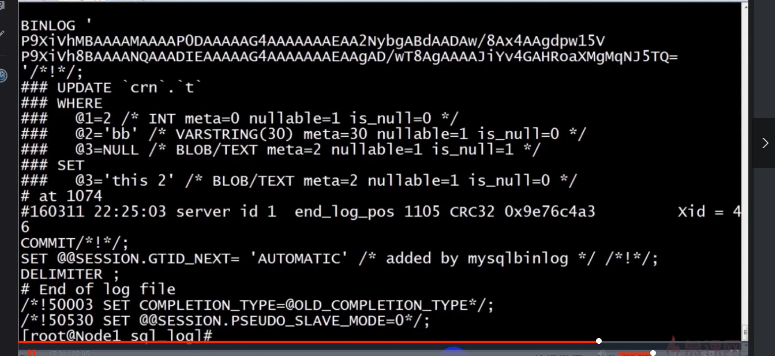 BINLOG '
P9XiVhMBAAAAMAAAAP0DAAAAAG4AAAAAAAEAA2NybgABdAADAw/8Ax4AAgdpw15V
P9XiVh8BAAAANQAAADIEAAAAAG4AAAAAAAEAAgAD/wT8AgAAAAJiYv4GAHRoaXMgMqNJ5TQ=
'/*!*/;
### UPDATE `crn`.`t`
### WHERE
###   @1=2 /* INT meta=0 nullable=1 is_null=0 */
###   @2='bb' /* VARSTRING(30) meta=30 nullable=1 is_null=0 */
###   @3=NULL /* BLOB/TEXT meta=2 nullable=1 is_null=1 */
### SET
###   @3='this 2' /* BLOB/TEXT meta=2 nullable=1 is_null=0 */
# at 1074
#160311 22:25:03 server id 1  end_log_pos 1105 CRC32 0x9e76c4a3         Xid = 4
6
COMMIT/*!*/;
SET @@SESSION.GTID_NEXT= 'AUTOMATIC' /* added by mysqlbinlog */ /*!*/;
DELIMITER ;
# End of log file
/*!50003 SET COMPLETION_TYPE=@OLD_COMPLETION_TYPE*/;
/*!50530 SET @@SESSION.PSEUDO_SLAVE_MODE=0*/;
[root@Node1 sql_log]#